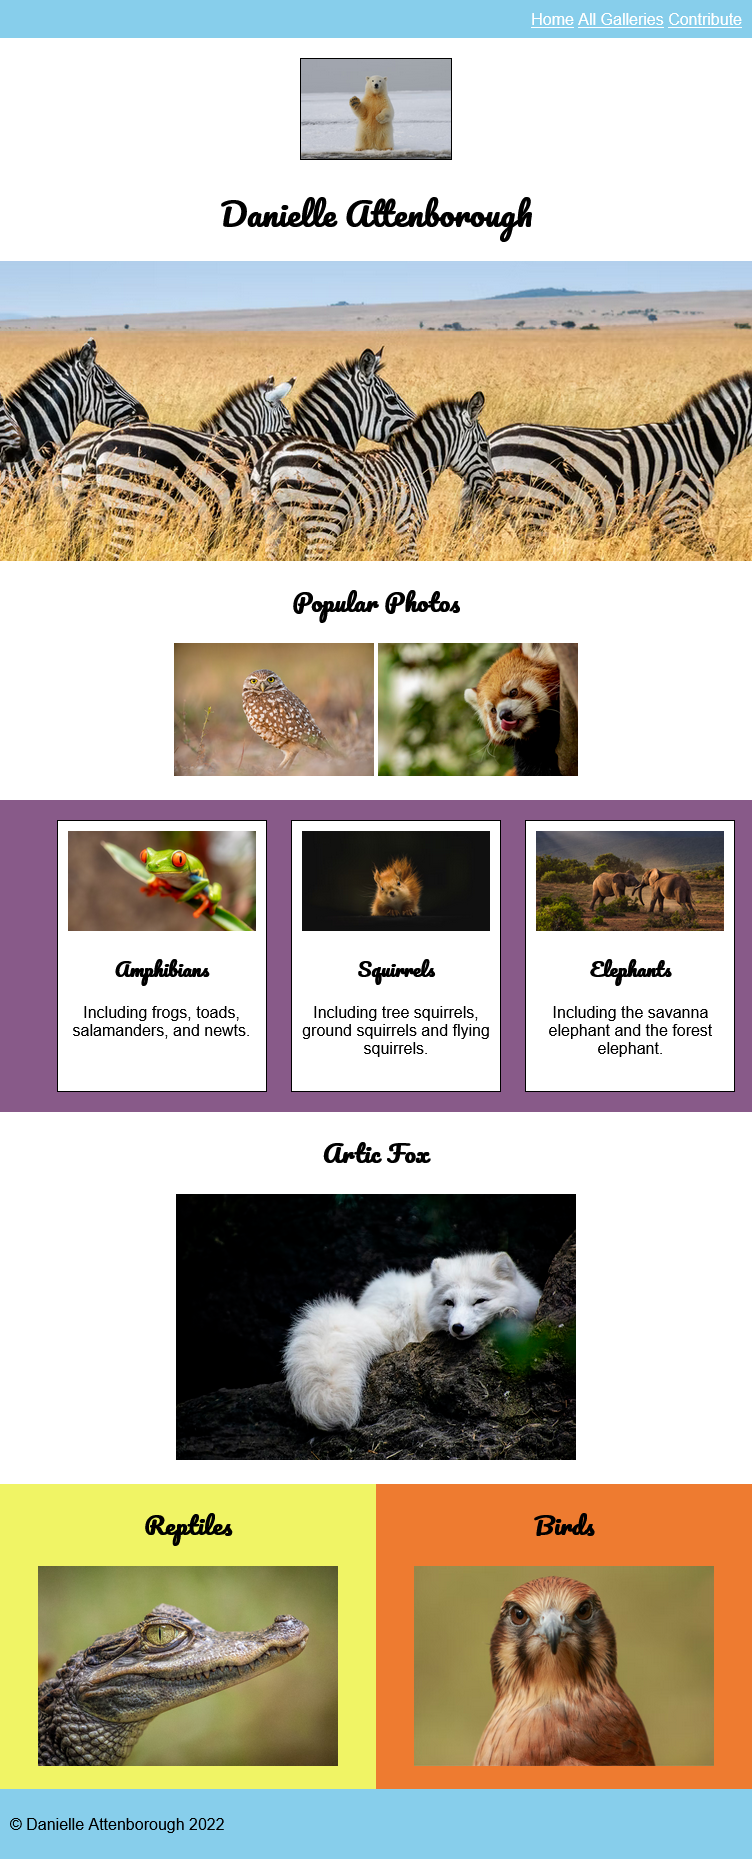 Home All Galleries Contribute
Danielle Attenborough
Popular Photos
Amphibians
Including frogs, toads,
salamanders, and newts.
Squirrels
Including tree squirrels,
ground squirrels and flying
squirrels.
Elephants
Including the savanna
elephant and the forest
elephant.
Artic Fox
Reptiles
Birds
© Danielle Attenborough 2022